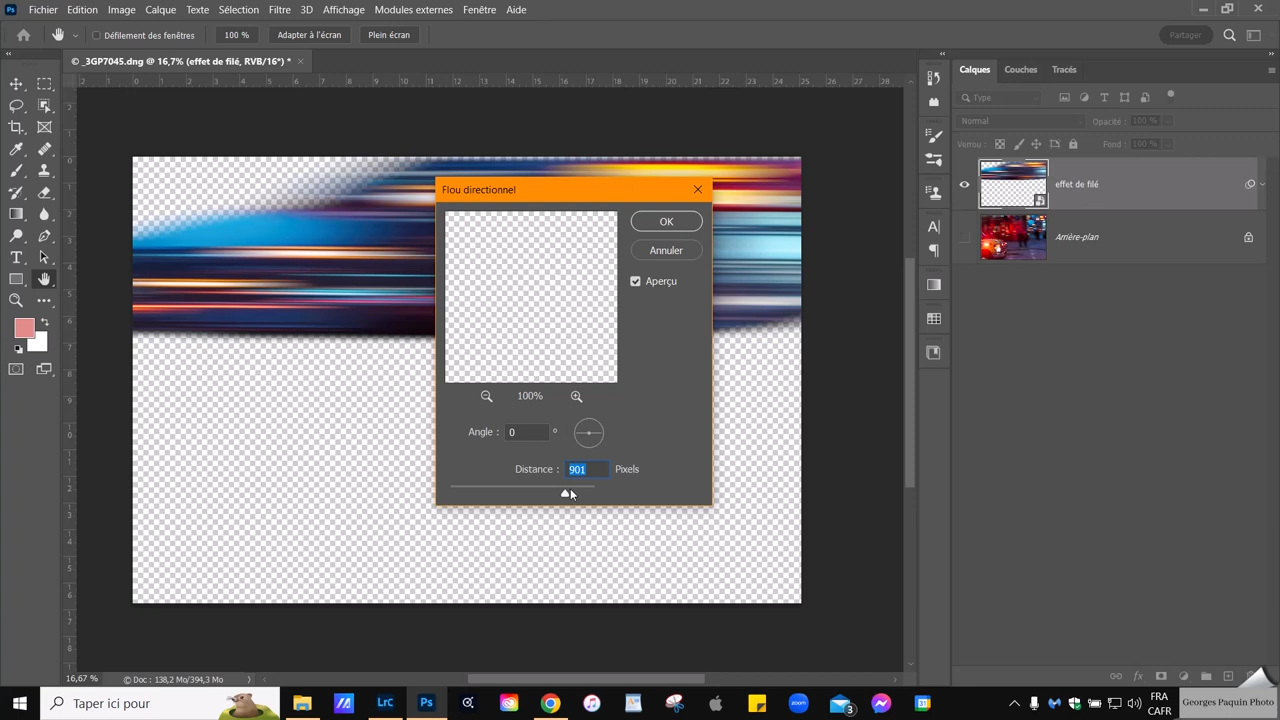 Ps Fichier Edition Image Calque Texte Sélection Filtre 3D Affichage Modules externes Fenêtre Aide
Défilement des fenêtres 100 % Adapter à l'écran Plein écran Partager
© _3GP7045.dng @ 16,7% (effet de filé, RVB/16*) *
Calques Couches Tracés
Type
Normal Opacité : 100 %
Verrou : Fond : 100 %
effet de filé
Arrière-plan
Flou directionnel
OK
Annuler
Aperçu
100%
Angle : 0 °
Distance : 901 Pixels
16,67 % Doc : 138,2 Mo/394,3 Mo
Taper ici pour
LrC
Ps
zoom
3
FRA
CAFR
Georges Paquin Photo